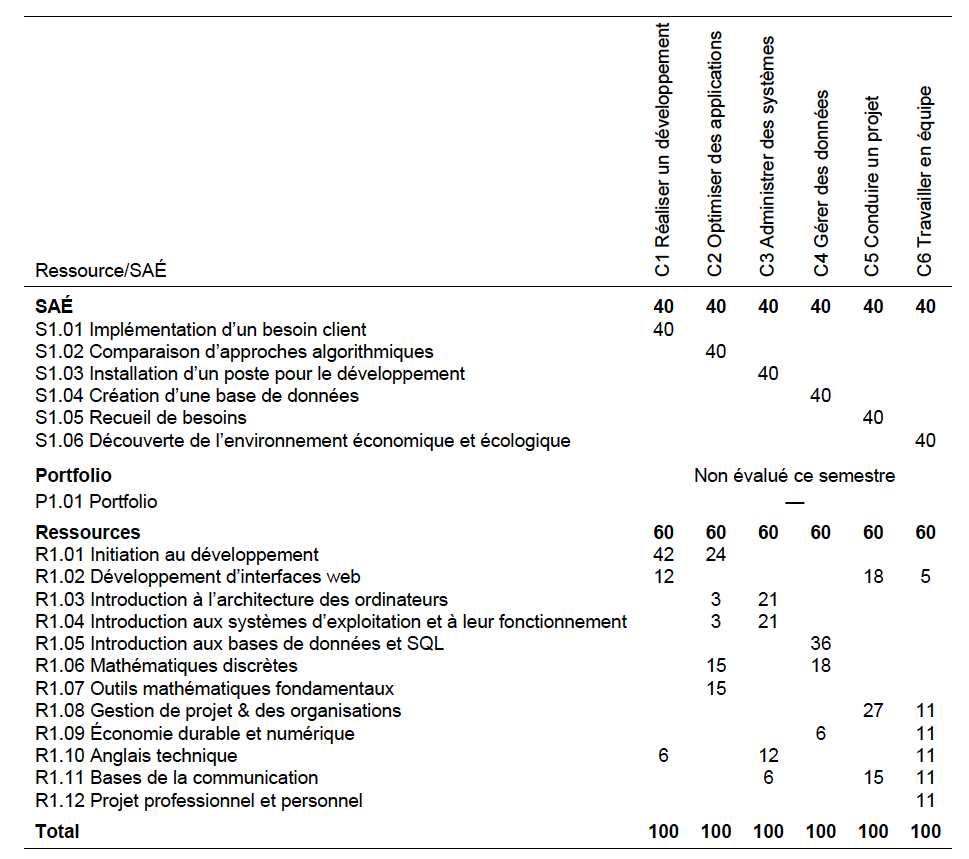 Ressource/SAÉ C1 Réaliser un développement C2 Optimiser des applications C3 Administrer des systèmes C4 Gérer des données C5 Conduire un projet C6 Travailler en équipe
SAÉ 40 40 40 40 40 40
S1.01 Implémentation d'un besoin client 40
S1.02 Comparaison d'approches algorithmiques 40
S1.03 Installation d'un poste pour le développement 40
S1.04 Création d'une base de données 40
S1.05 Recueil de besoins 40
S1.06 Découverte de l'environnement économique et écologique 40
Portfolio Non évalué ce semestre
P1.01 Portfolio —
Ressources 60 60 60 60 60 60
R1.01 Initiation au développement 42 24
R1.02 Développement d'interfaces web 12 18 5
R1.03 Introduction à l'architecture des ordinateurs 3 21
R1.04 Introduction aux systèmes d'exploitation et à leur fonctionnement 3 21
R1.05 Introduction aux bases de données et SQL 36
R1.06 Mathématiques discrètes 15 18
R1.07 Outils mathématiques fondamentaux 15
R1.08 Gestion de projet & des organisations 27 11
R1.09 Économie durable et numérique 6 11
R1.10 Anglais technique 6 12 11
R1.11 Bases de la communication 6 15 11
R1.12 Projet professionnel et personnel 11
Total 100 100 100 100 100 100